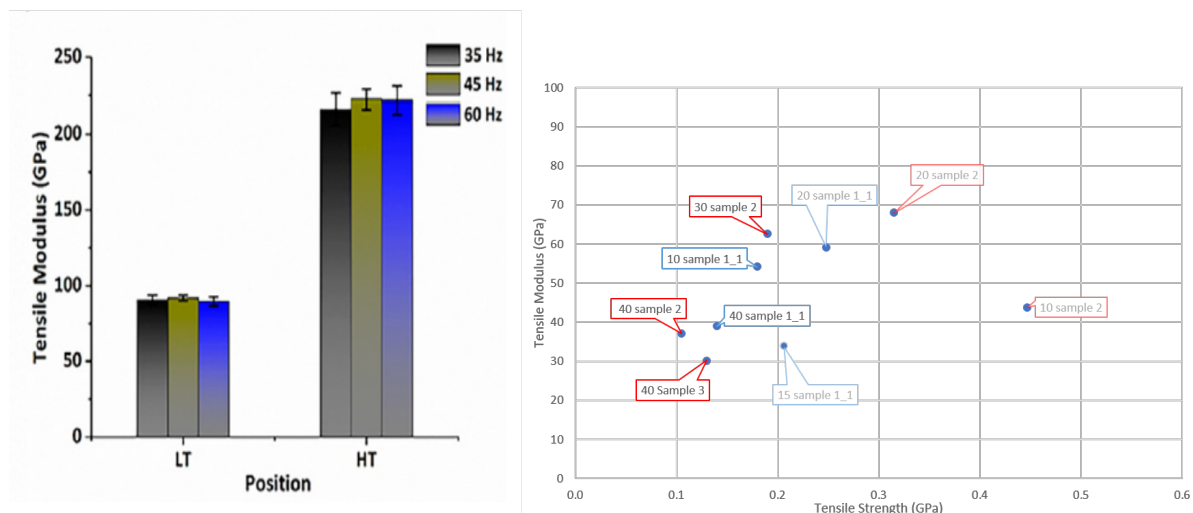 250
200
150
100
50
0
Tensile Modulus (GPa)
35 Hz
45 Hz
60 Hz
LT
HT
Position
100
90
80
70
60
50
40
30
20
10
0
Tensile Modulus (GPa)
20 sample 2
20 sample 1_1
30 sample 2
10 sample 1_1
10 sample 2
40 sample 2
40 sample 1_1
40 Sample 3
15 sample 1_1
0.0 0.1 0.2 0.3 0.4 0.5 0.6
Tensile Strength (GPa)